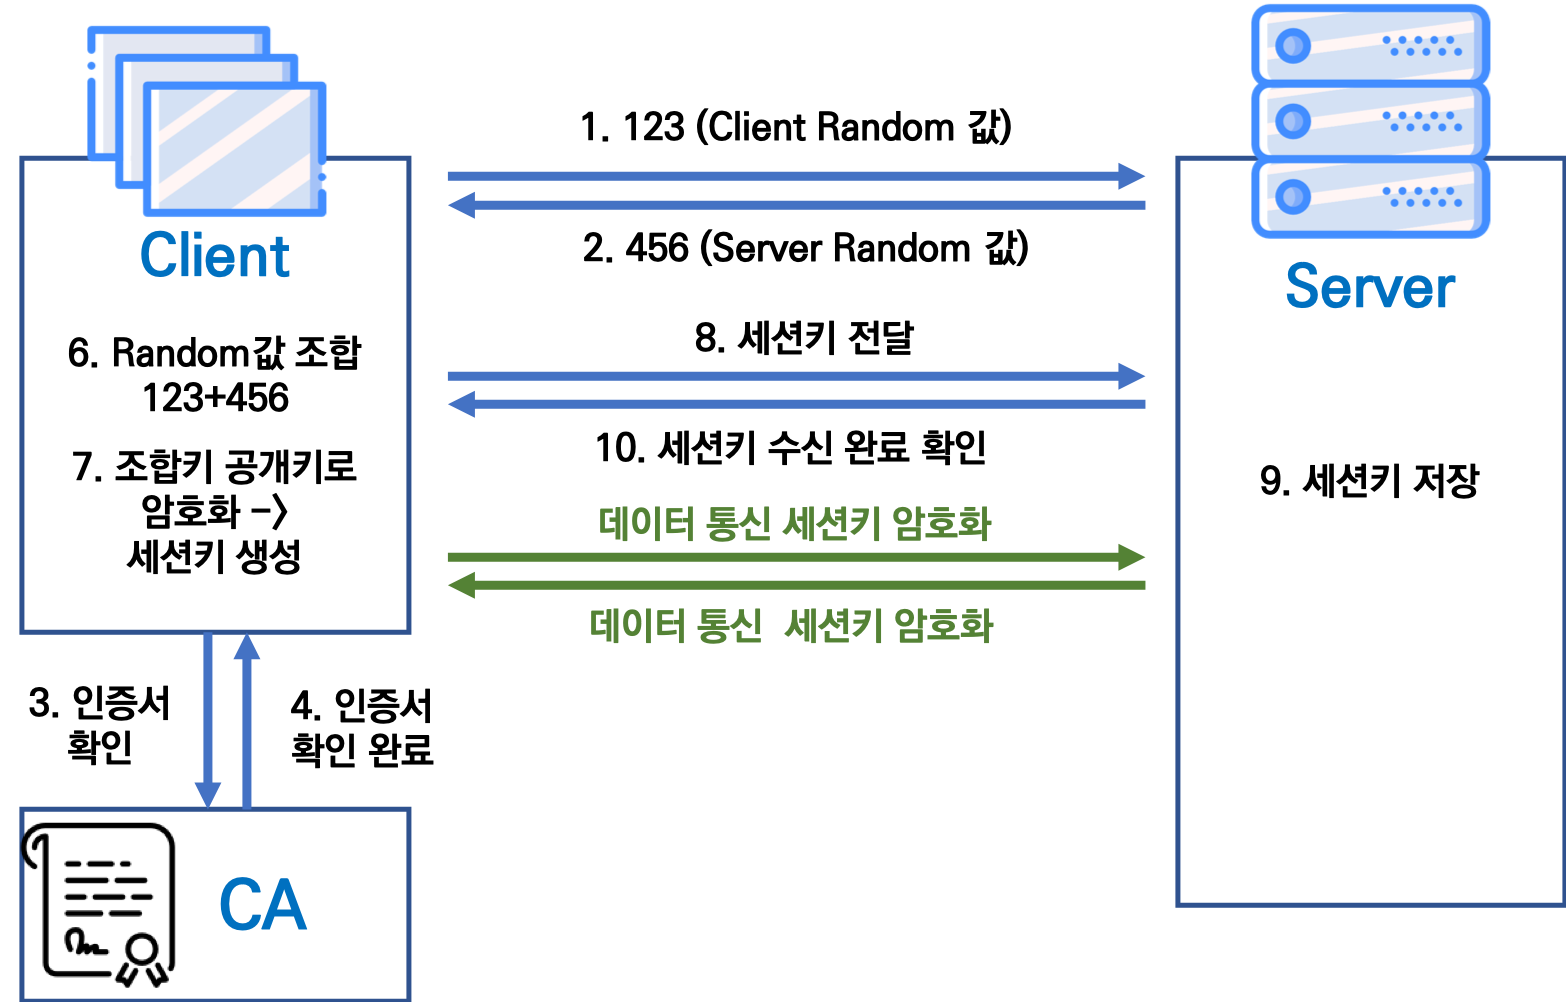 1. 123 (Client Random 값)
2. 456 (Server Random 값)
Client
Server
6. Random값 조합
123+456
7. 조합키 공개키로
암호화 -〉
세션키 생성
8. 세션키 전달
10. 세션키 수신 완료 확인
9. 세션키 저장
데이터 통신 세션키 암호화
데이터 통신  세션키 암호화
3. 인증서
확인
4. 인증서
확인 완료
CA